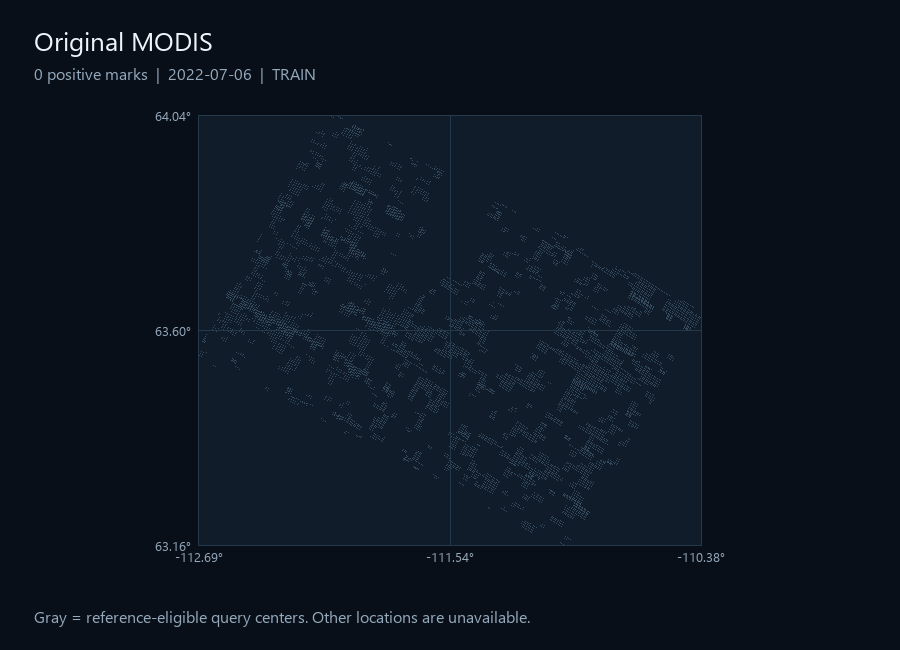 Original MODIS
0 positive marks | 2022-07-06 | TRAIN
64.04°
63.60°
63.16°
-112.69°
-111.54°
-110.38°
Gray = reference-eligible query centers. Other locations are unavailable.